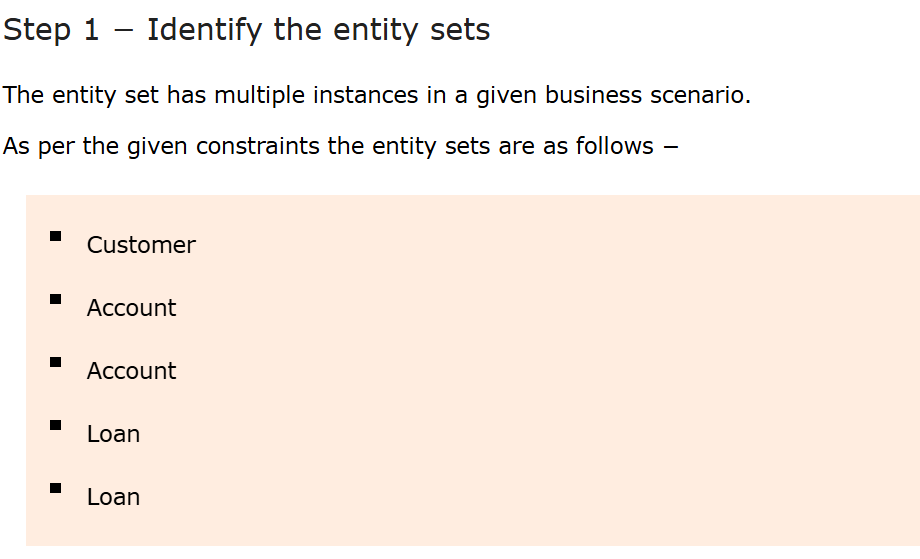 Step 1 − Identify the entity sets
The entity set has multiple instances in a given business scenario.
As per the given constraints the entity sets are as follows −
Customer
Account
Account
Loan
Loan